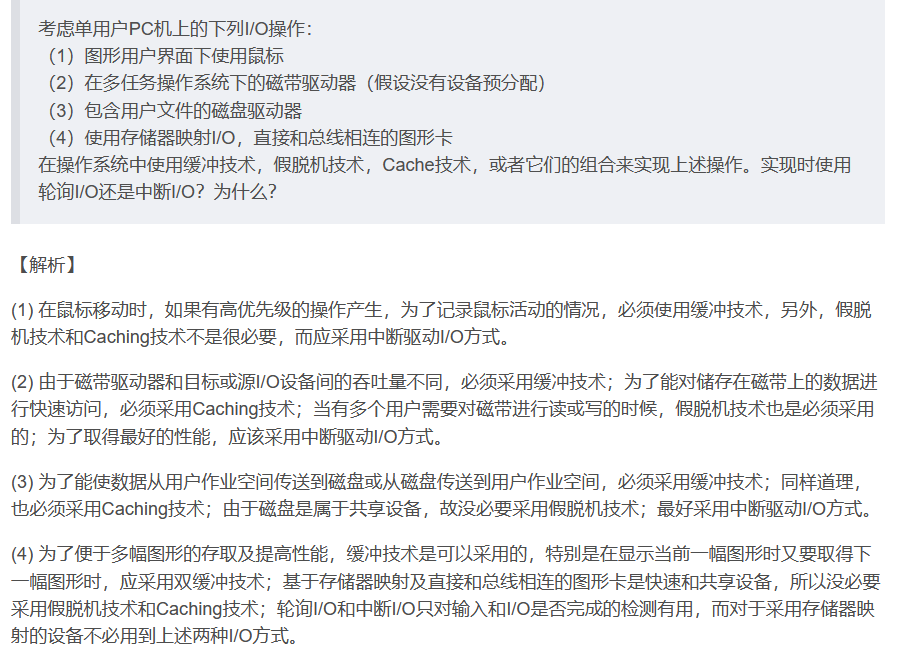 考虑单用户PC机上的下列I/O操作：
（1）图形用户界面下使用鼠标
（2）在多任务操作系统下的磁带驱动器（假设没有设备预分配）
（3）包含用户文件的磁盘驱动器
（4）使用存储器映射I/O，直接和总线相连的图形卡
在操作系统中使用缓冲技术，假脱机技术，Cache技术，或者它们的组合来实现上述操作。实现时使用
轮询I/O还是中断I/O？为什么？
【解析】
(1) 在鼠标移动时，如果有高优先级的操作产生，为了记录鼠标活动的情况，必须使用缓冲技术，另外，假脱
机技术和Caching技术不是很必要，而应采用中断驱动I/O方式。
(2) 由于磁带驱动器和目标或源I/O设备间的吞吐量不同，必须采用缓冲技术；为了能对储存在磁带上的数据进
行快速访问，必须采用Caching技术；当有多个用户需要对磁带进行读或写的时候，假脱机技术也是必须采用
的；为了取得最好的性能，应该采用中断驱动I/O方式。
(3) 为了能使数据从用户作业空间传送到磁盘或从磁盘传送到用户作业空间，必须采用缓冲技术；同样道理，
也必须采用Caching技术；由于磁盘是属于共享设备，故没必要采用假脱机技术；最好采用中断驱动I/O方式。
(4) 为了便于多幅图形的存取及提高性能，缓冲技术是可以采用的，特别是在显示当前一幅图形时又要取得下
一幅图形时，应采用双缓冲技术；基于存储器映射及直接和总线相连的图形卡是快速和共享设备，所以没必要
采用假脱机技术和Caching技术；轮询I/O和中断I/O只对输入和I/O是否完成的检测有用，而对于采用存储器映
射的设备不必用到上述两种I/O方式。